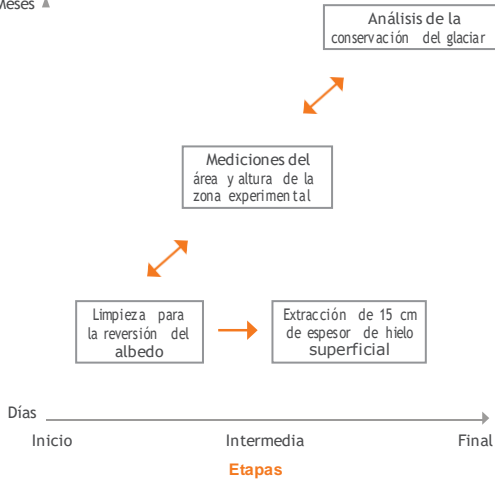 Meses
Análisis de la
conservación del glaciar
Mediciones del
área y altura de la
zona experimental
Limpieza para
la reversión del
albedo
Extracción de 15 cm
de espesor de hielo
superficial
Días
Inicio
Intermedia
Final
Etapas